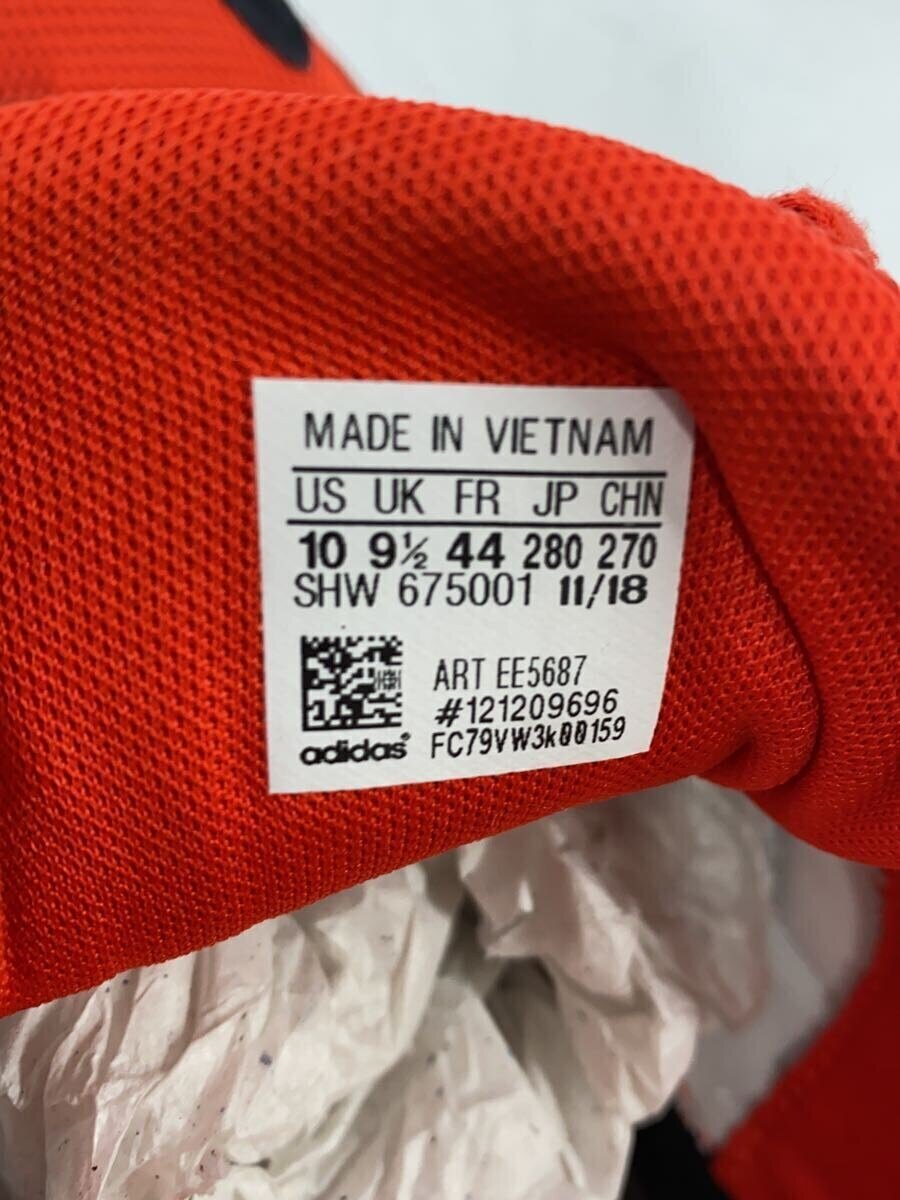 MADE IN VIETNAM
US UK FR JP CHN
10 9½ 44 280 270
SHW 675001 11/18
ART EE5687
#121209696
adidas® FC79VW3k00159